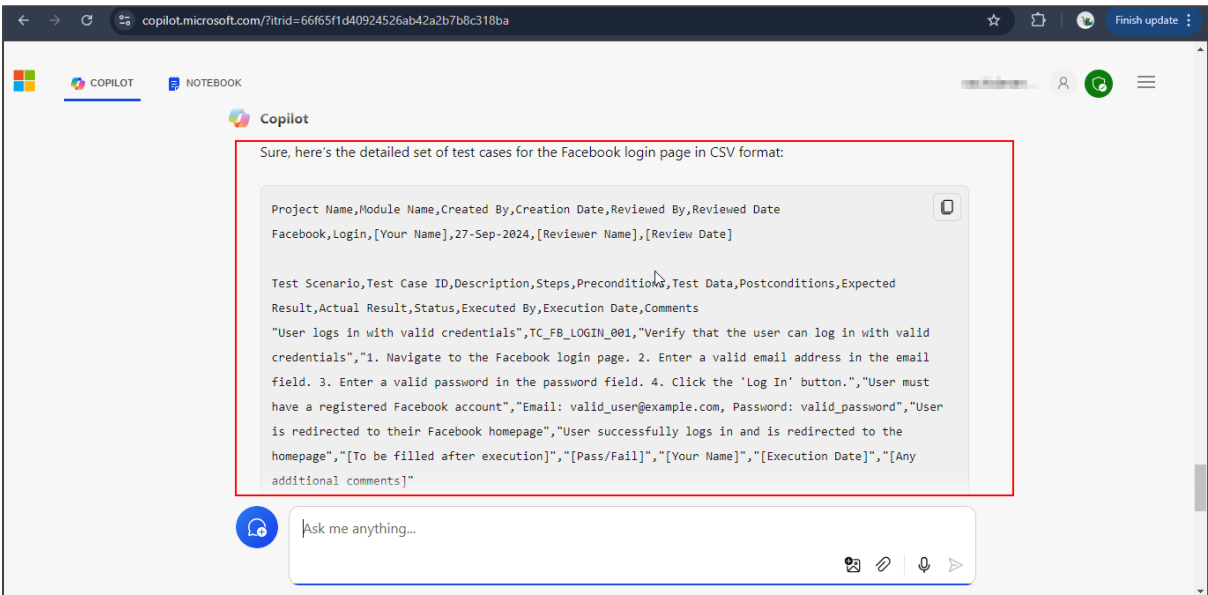 copilot.microsoft.com/?itrid=66f65f1d40924526ab42a2b7b8c318ba
Finish update
COPILOT
NOTEBOOK
Copilot
Sure, here's the detailed set of test cases for the Facebook login page in CSV format:
Project Name,Module Name,Created By,Creation Date,Reviewed By,Reviewed Date
Facebook,Login,[Your Name],27-Sep-2024,[Reviewer Name],[Review Date]
Test Scenario,Test Case ID,Description,Steps,Preconditions,Test Data,Postconditions,Expected
Result,Actual Result,Status,Executed By,Execution Date,Comments
"User logs in with valid credentials",TC_FB_LOGIN_001,"Verify that the user can log in with valid
credentials","1. Navigate to the Facebook login page. 2. Enter a valid email address in the email
field. 3. Enter a valid password in the password field. 4. Click the 'Log In' button.","User must
have a registered Facebook account","Email: valid_user@example.com, Password: valid_password","User
is redirected to their Facebook homepage","User successfully logs in and is redirected to the
homepage","[To be filled after execution]","[Pass/Fail]","[Your Name]","[Execution Date]","[Any
additional comments]"
Ask me anything...